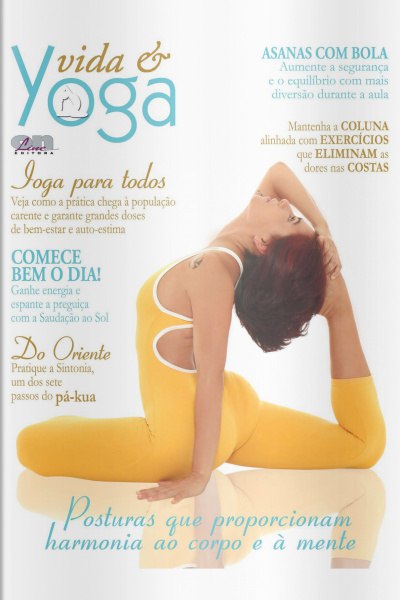 vida &
Yoga
on Line
EDITORA
ASANAS COM BOLA
Aumente a segurança
e o equilíbrio com mais
diversão durante a aula
Mantenha a COLUNA
alinhada com EXERCÍCIOS
que ELIMINAM as
dores nas COSTAS
Ioga para todos
Veja como a prática chega à população
carente e garante grandes doses
de bem-estar e auto-estima
COMECE
BEM O DIA!
Ganhe energia e
espante a preguiça
com a Saudação ao Sol
Do Oriente
Pratique a Sintonia,
um dos sete
passos do pá-kua
Posturas que proporcionam
harmonia ao corpo e à mente